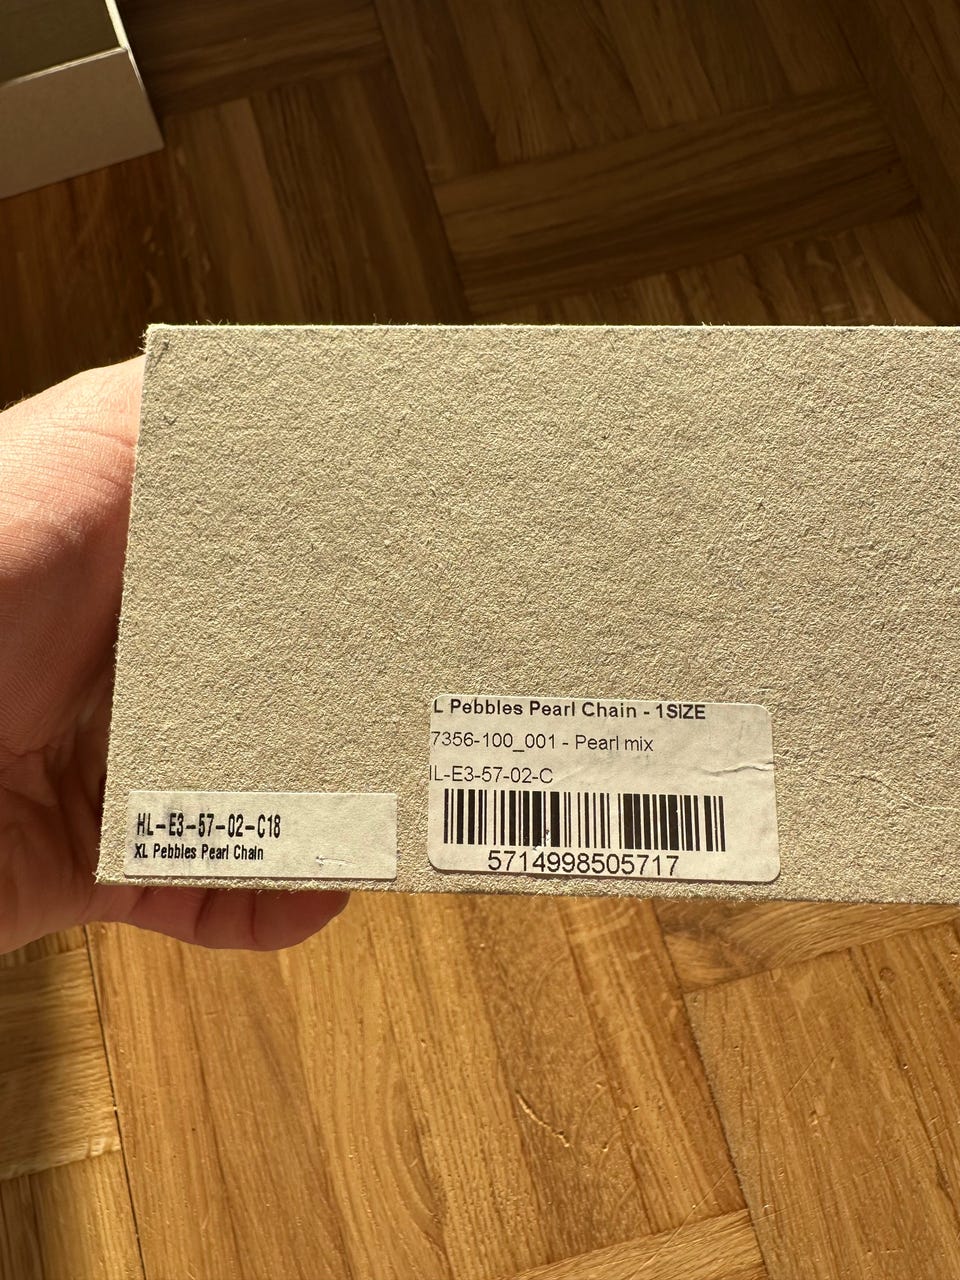 L Pebbles Pearl Chain - 1SIZE
7356-100_001 - Pearl mix
IL-E3-57-02-C
5714998505717
HL-E3-57-02-C18
XL Pebbles Pearl Chain